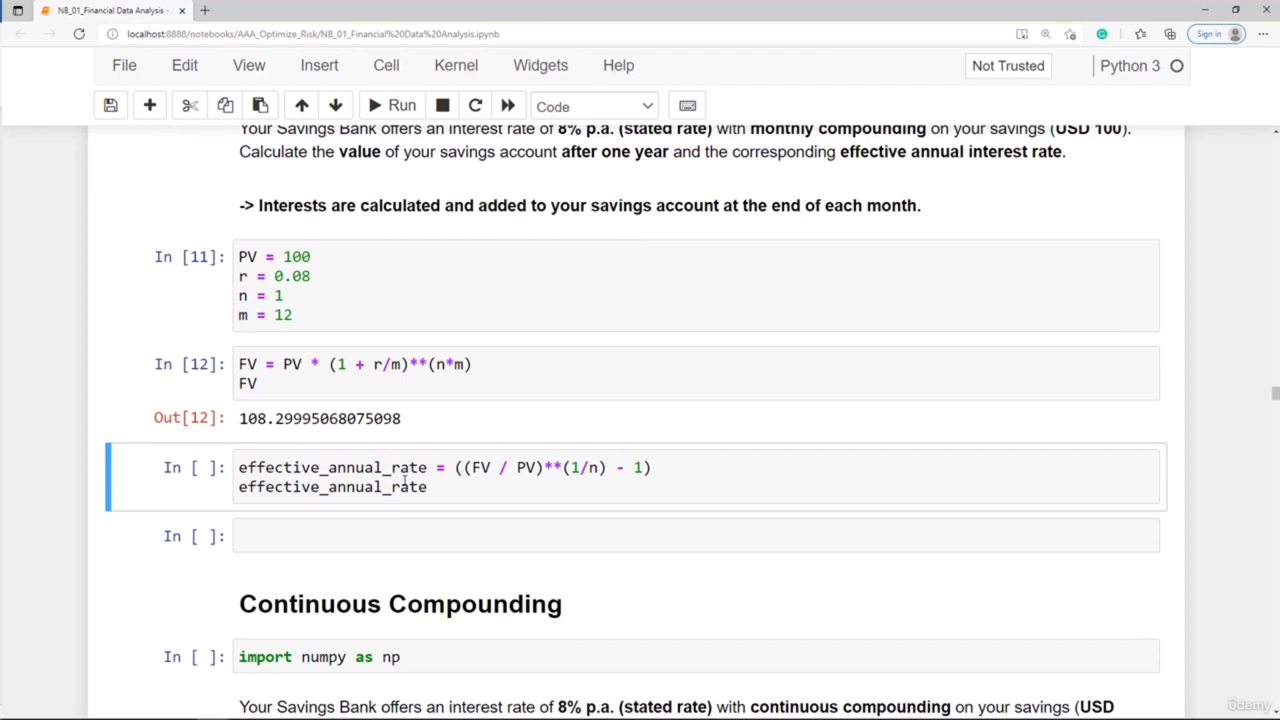 NB_01_Financial Data Analysis -
localhost:8888/notebooks/AAA_Optimize_Risk/NB_01_Financial%20Data%20Analysis.ipynb
Sign in
File Edit View Insert Cell Kernel Widgets Help Not Trusted Python 3
Run Code
Your Savings Bank offers an interest rate of 8% p.a. (stated rate) with monthly compounding on your savings (USD 100).
Calculate the value of your savings account after one year and the corresponding effective annual interest rate.
-> Interests are calculated and added to your savings account at the end of each month.
In [11]: PV = 100
r = 0.08
n = 1
m = 12
In [12]: FV = PV * (1 + r/m)**(n*m)
FV
Out[12]: 108.29995068075098
In [ ]: effective_annual_rate = ((FV / PV)**(1/n) - 1)
effective_annual_rate
In [ ]:
Continuous Compounding
In [ ]: import numpy as np
Your Savings Bank offers an interest rate of 8% p.a. (stated rate) with continuous compounding on your savings (USD
ûdemy